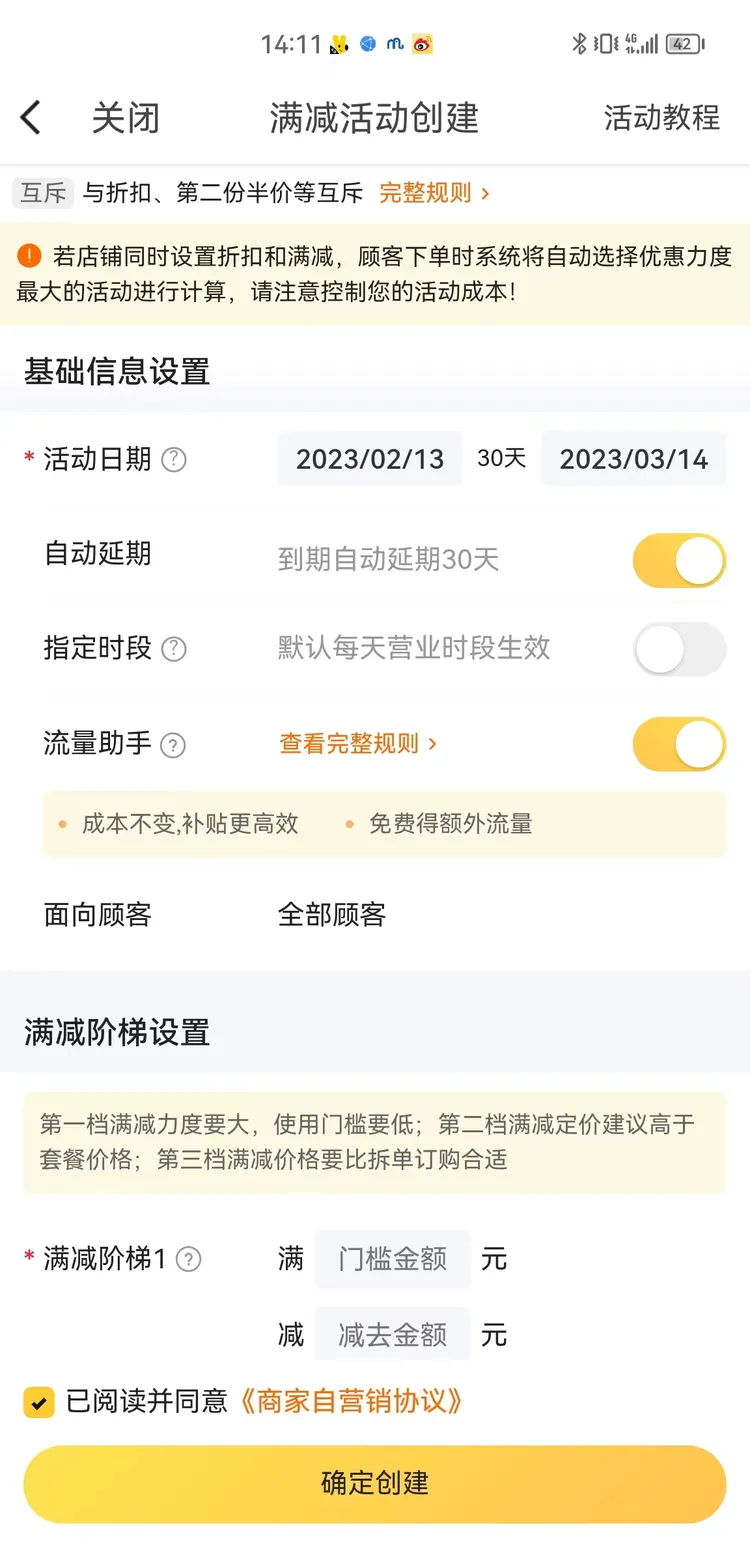 14:11 4G 42
关闭 满减活动创建 活动教程
互斥 与折扣、第二份半价等互斥 完整规则 >
! 若店铺同时设置折扣和满减，顾客下单时系统将自动选择优惠力度
最大的活动进行计算，请注意控制您的活动成本！
基础信息设置
* 活动日期 ? 2023/02/13 30天 2023/03/14
自动延期 到期自动延期30天
指定时段 ? 默认每天营业时段生效
流量助手 ? 查看完整规则 >
• 成本不变,补贴更高效 • 免费得额外流量
面向顾客 全部顾客
满减阶梯设置
第一档满减力度要大，使用门槛要低；第二档满减定价建议高于
套餐价格；第三档满减价格要比拆单订购合适
* 满减阶梯1 ? 满 门槛金额 元
减 减去金额 元
已阅读并同意《商家自营销协议》
确定创建